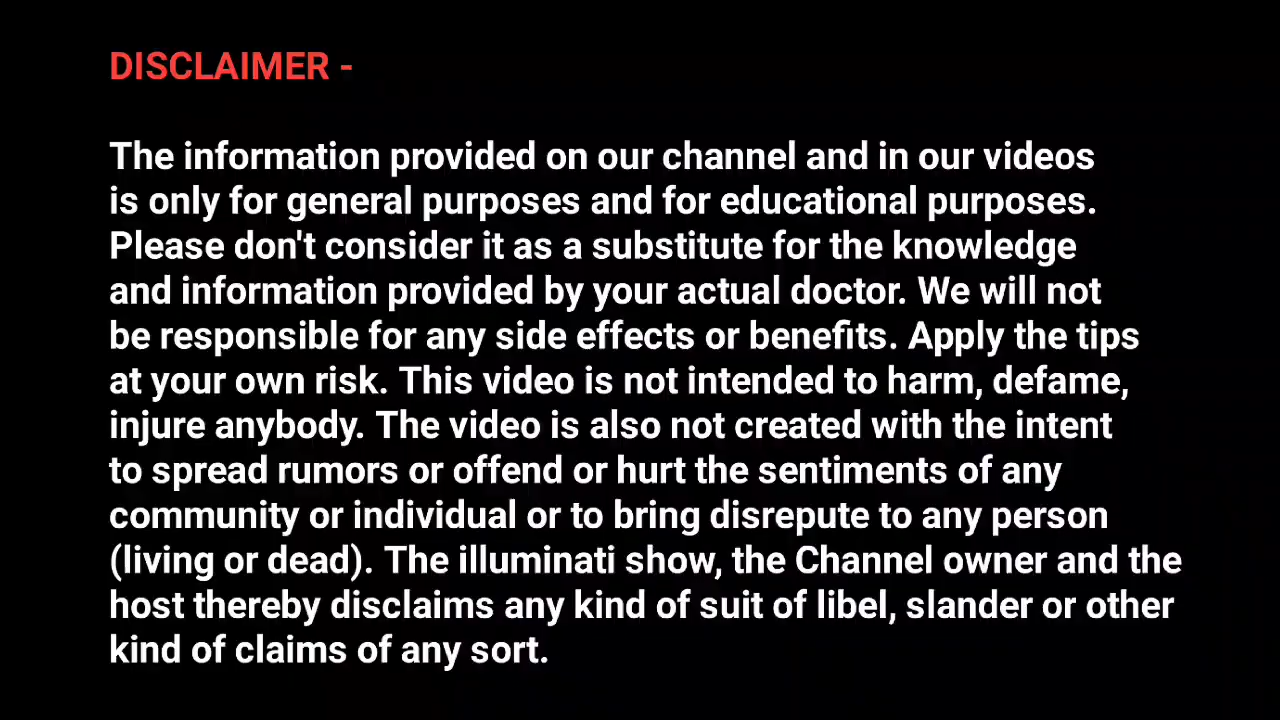 DISCLAIMER -
The information provided on our channel and in our videos
is only for general purposes and for educational purposes.
Please don't consider it as a substitute for the knowledge
and information provided by your actual doctor. We will not
be responsible for any side effects or benefits. Apply the tips
at your own risk. This video is not intended to harm, defame,
injure anybody. The video is also not created with the intent
to spread rumors or offend or hurt the sentiments of any
community or individual or to bring disrepute to any person
(living or dead). The illuminati show, the Channel owner and the
host thereby disclaims any kind of suit of libel, slander or other
kind of claims of any sort.